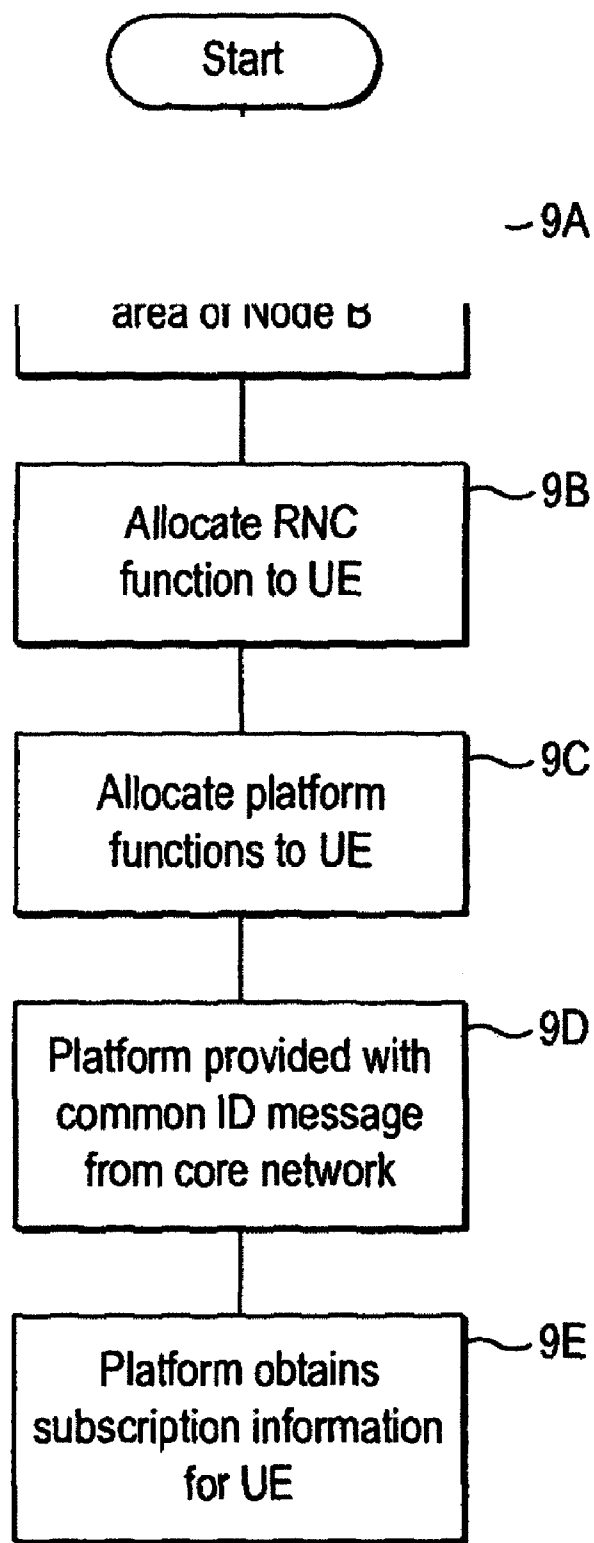 Start
9A
area of Node B
9B
Allocate RNC
function to UE
9C
Allocate platform
functions to UE
9D
Platform provided with
common ID message
from core network
9E
Platform obtains
subscription information
for UE